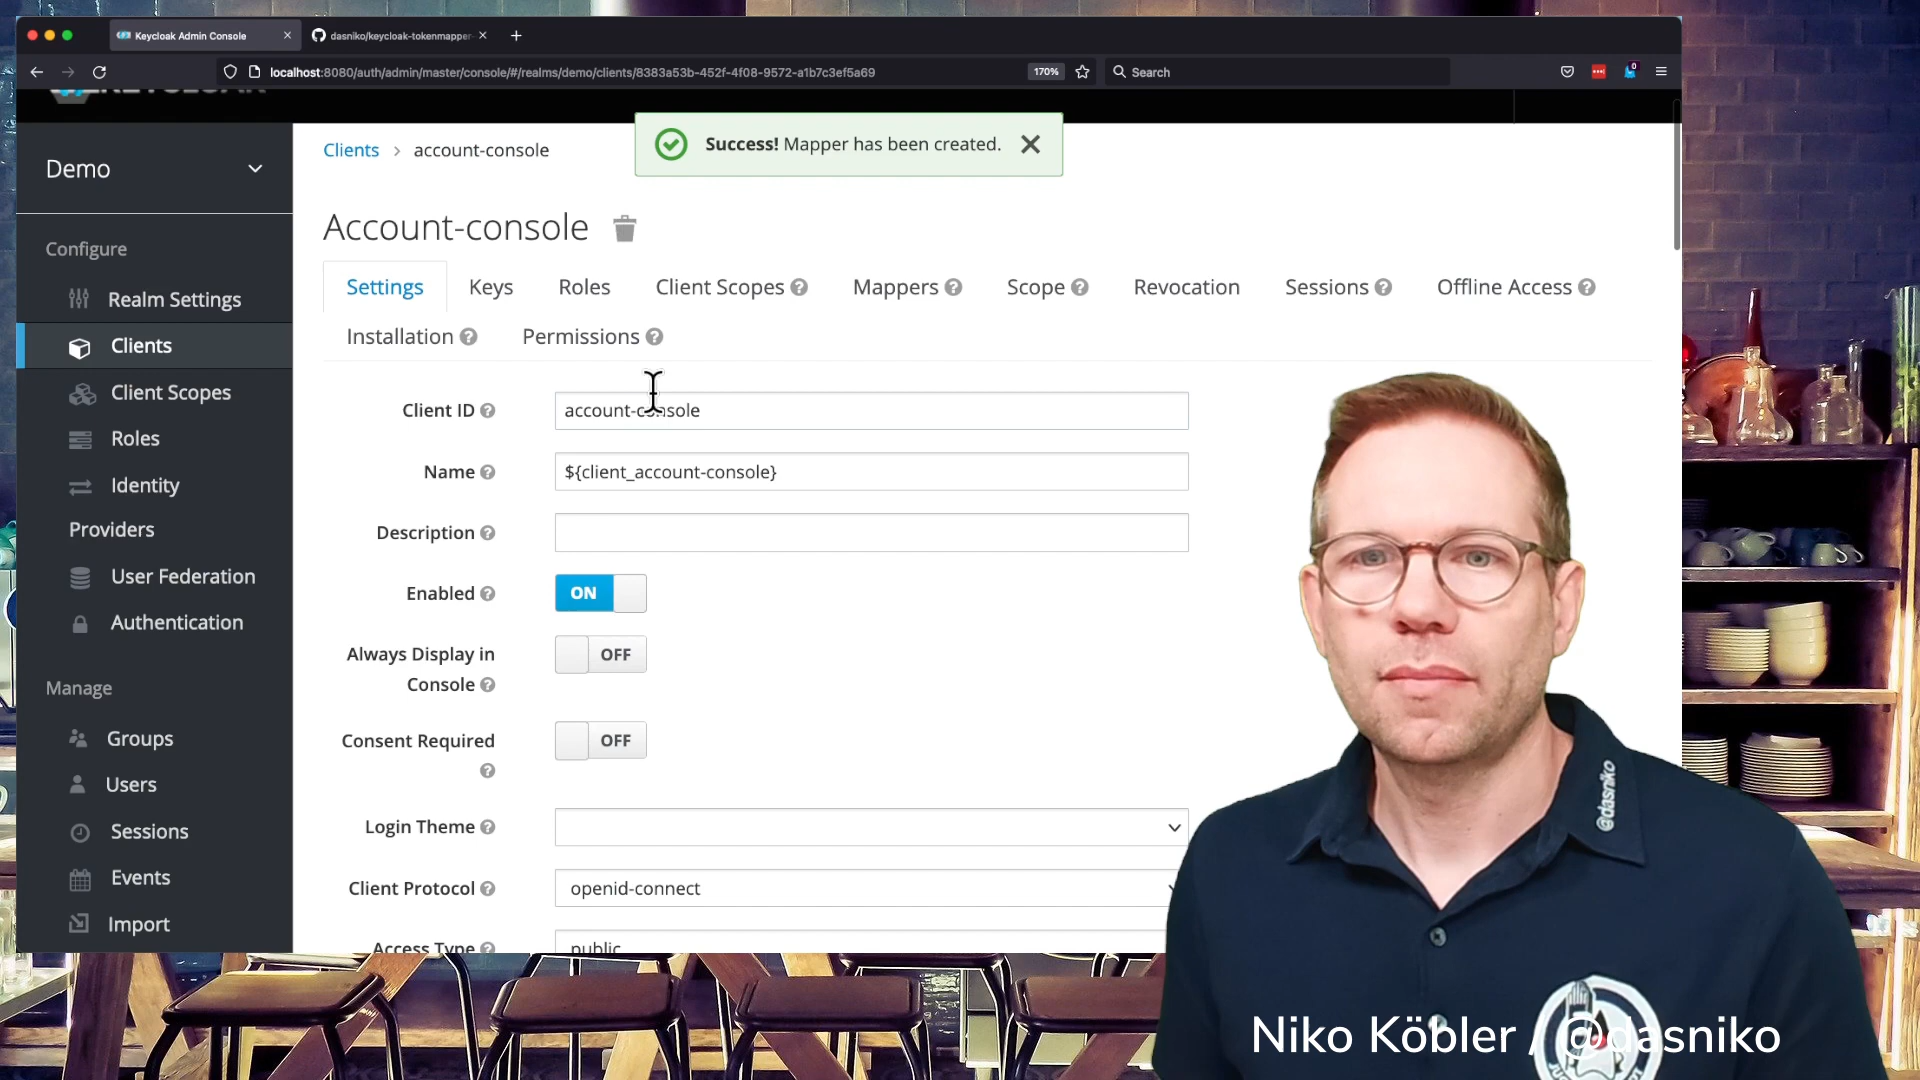 Keycloak Admin Console
dasniko/keycloak-tokenmapper-
localhost:8080/auth/admin/master/console/#/realms/demo/clients/8383a53b-452f-4f08-9572-a1b7c3ef5a69
170%
Search
0
Demo
Clients
account-console
Success! Mapper has been created.
Account-console
Settings
Keys
Roles
Client Scopes
Mappers
Scope
Revocation
Sessions
Offline Access
Installation
Permissions
Configure
Realm Settings
Clients
Client Scopes
Roles
Identity
Providers
User Federation
Authentication
Manage
Groups
Users
Sessions
Events
Import
Client ID
account-console
Name
${client_account-console}
Description
Enabled
ON
Always Display in
Console
OFF
Consent Required
OFF
Login Theme
Client Protocol
openid-connect
Access Type
public
@dasniko
Niko Köbler / @dasniko